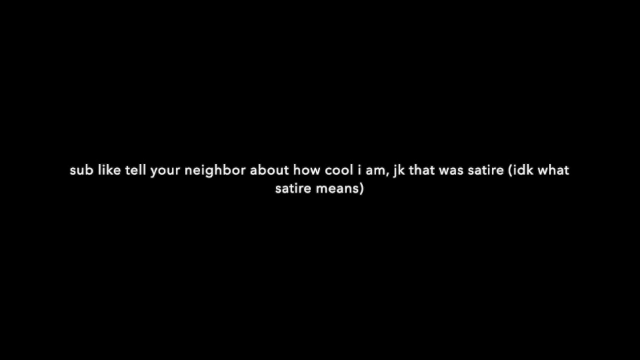 sub like tell your neighbor about how cool i am, jk that was satire (idk what
satire means)